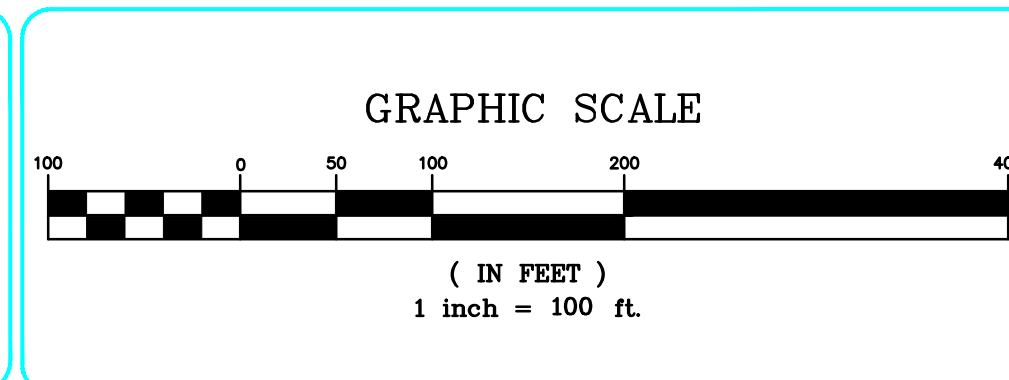 GRAPHIC SCALE
100 0 50 100 200
( IN FEET )
1 inch = 100 ft.